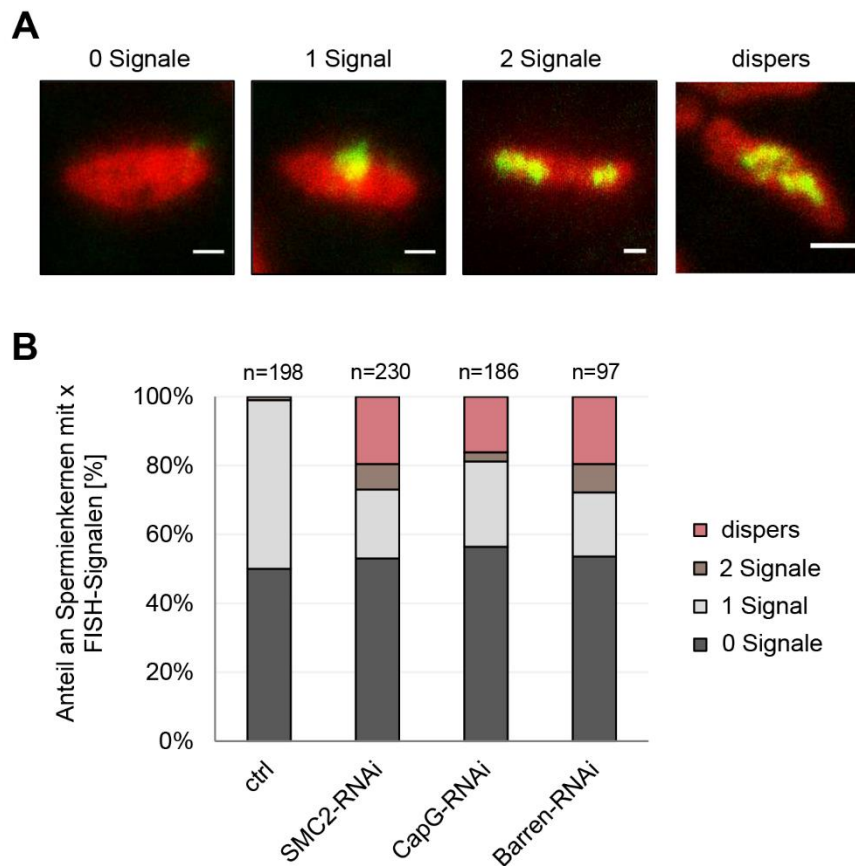 A
0 Signale
1 Signal
2 Signale
dispers
B
n=198
n=230
n=186
n=97
Anteil an Spermienkernen mit x
FISH-Signalen [%]
100%
80%
60%
40%
20%
0%
ctrl
SMC2-RNAi
CapG-RNAi
Barren-RNAi
dispers
2 Signale
1 Signal
0 Signale